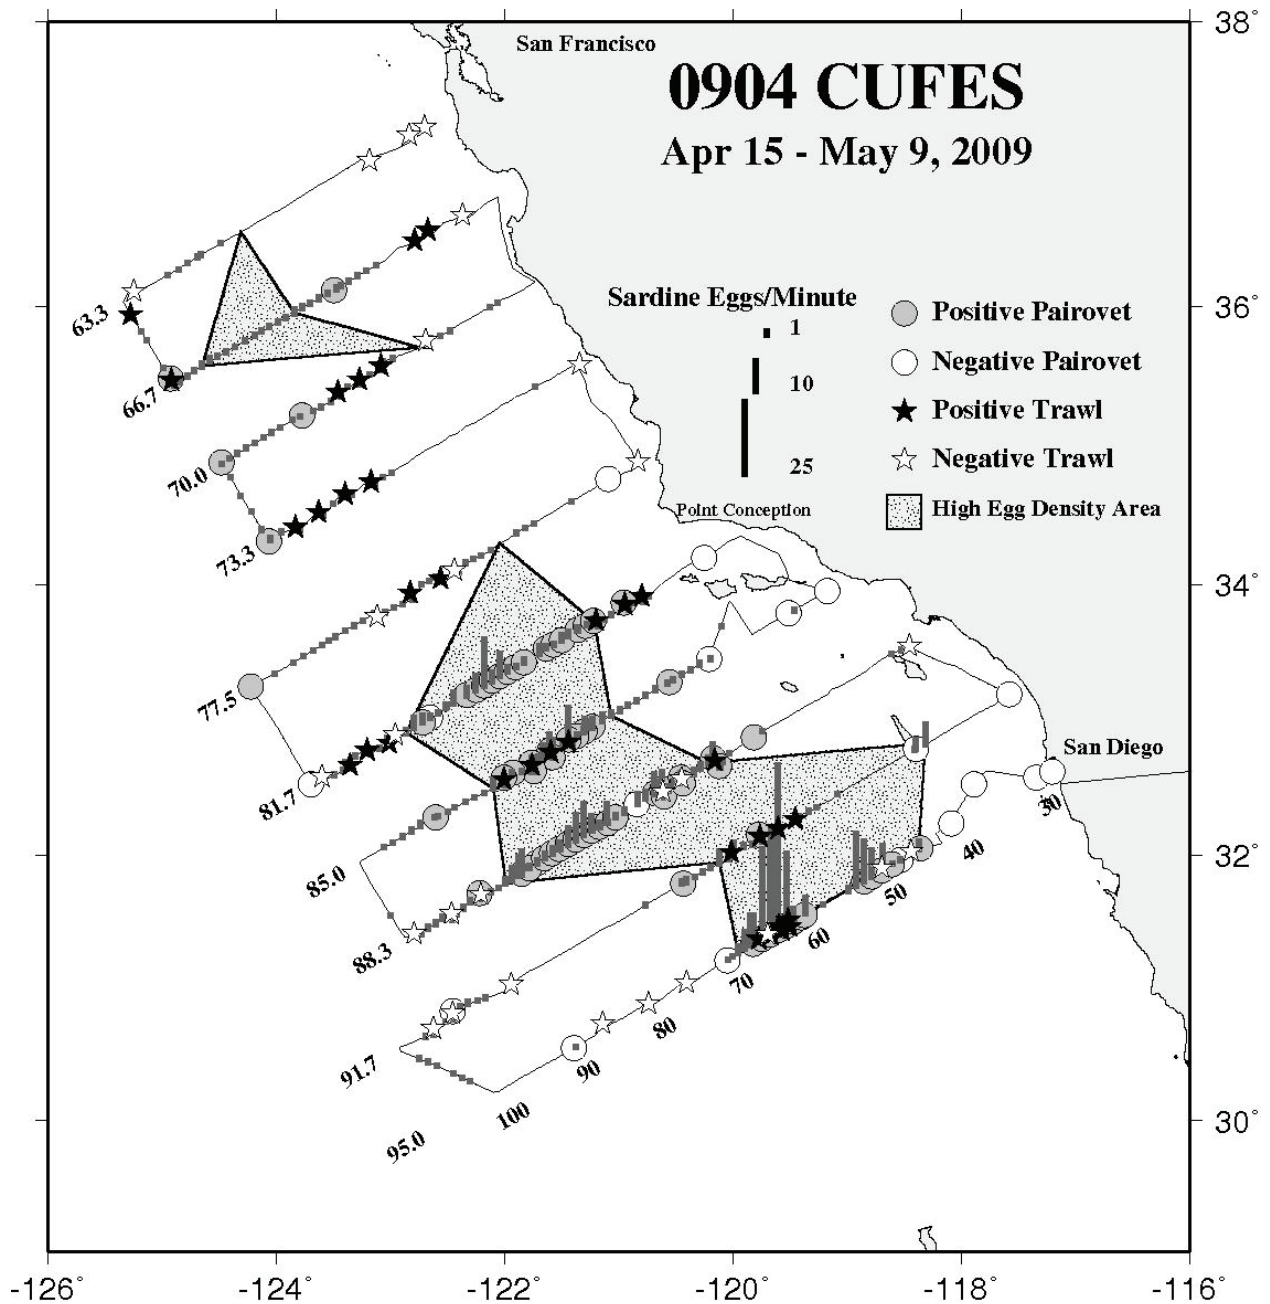 38°
San Francisco
0904 CUFES
Apr 15 - May 9, 2009
Sardine Eggs/Minute
1
10
25
Positive Pairovet
Negative Pairovet
Positive Trawl
Negative Trawl
High Egg Density Area
36°
63.3
66.7
70.0
73.3
Point Conception
34°
77.5
81.7
San Diego
30
40
85.0
32°
50
60
88.3
70
80
91.7
90
100
95.0
30°
-126°
-124°
-122°
-120°
-118°
-116°